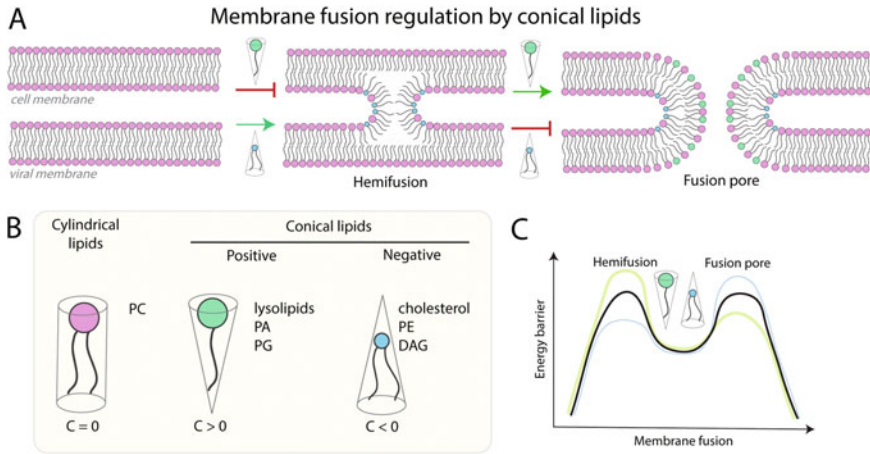 A
Membrane fusion regulation by conical lipids
cell membrane
viral membrane
Hemifusion
Fusion pore
B
Cylindrical
lipids
Conical lipids
Positive
Negative
PC
lysolipids
PA
PG
cholesterol
PE
DAG
C = 0
C > 0
C < 0
C
Hemifusion
Fusion pore
Energy barrier
Membrane fusion